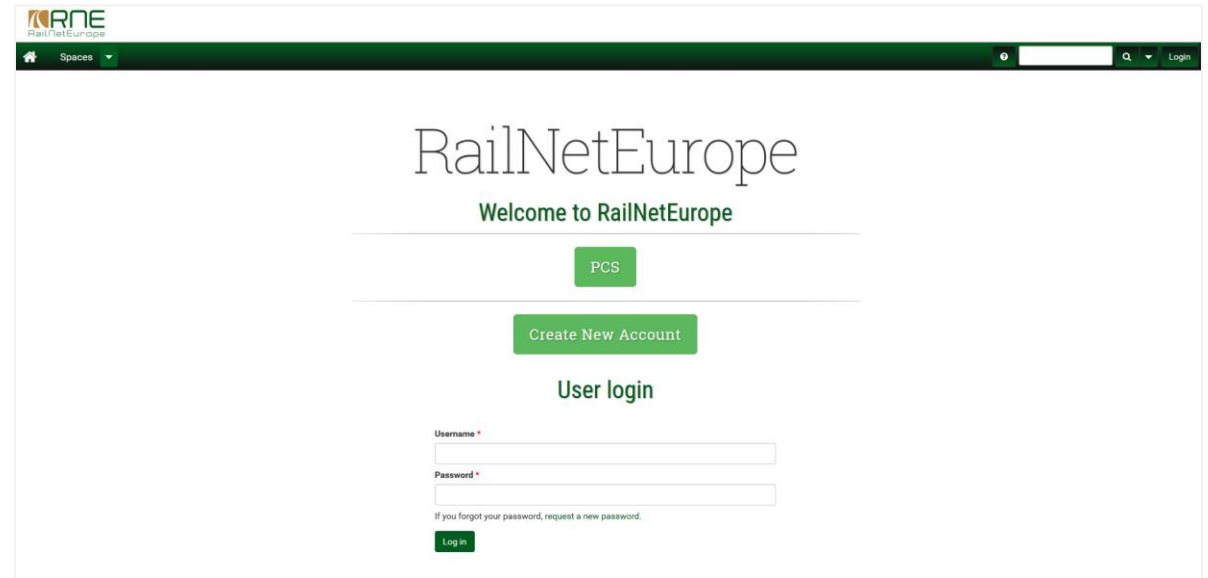 RNE
RailNetEurope
Spaces
Login
RailNetEurope
Welcome to RailNetEurope
PCS
Create New Account
User login
Username *
Password *
If you forgot your password, request a new password.
Log in